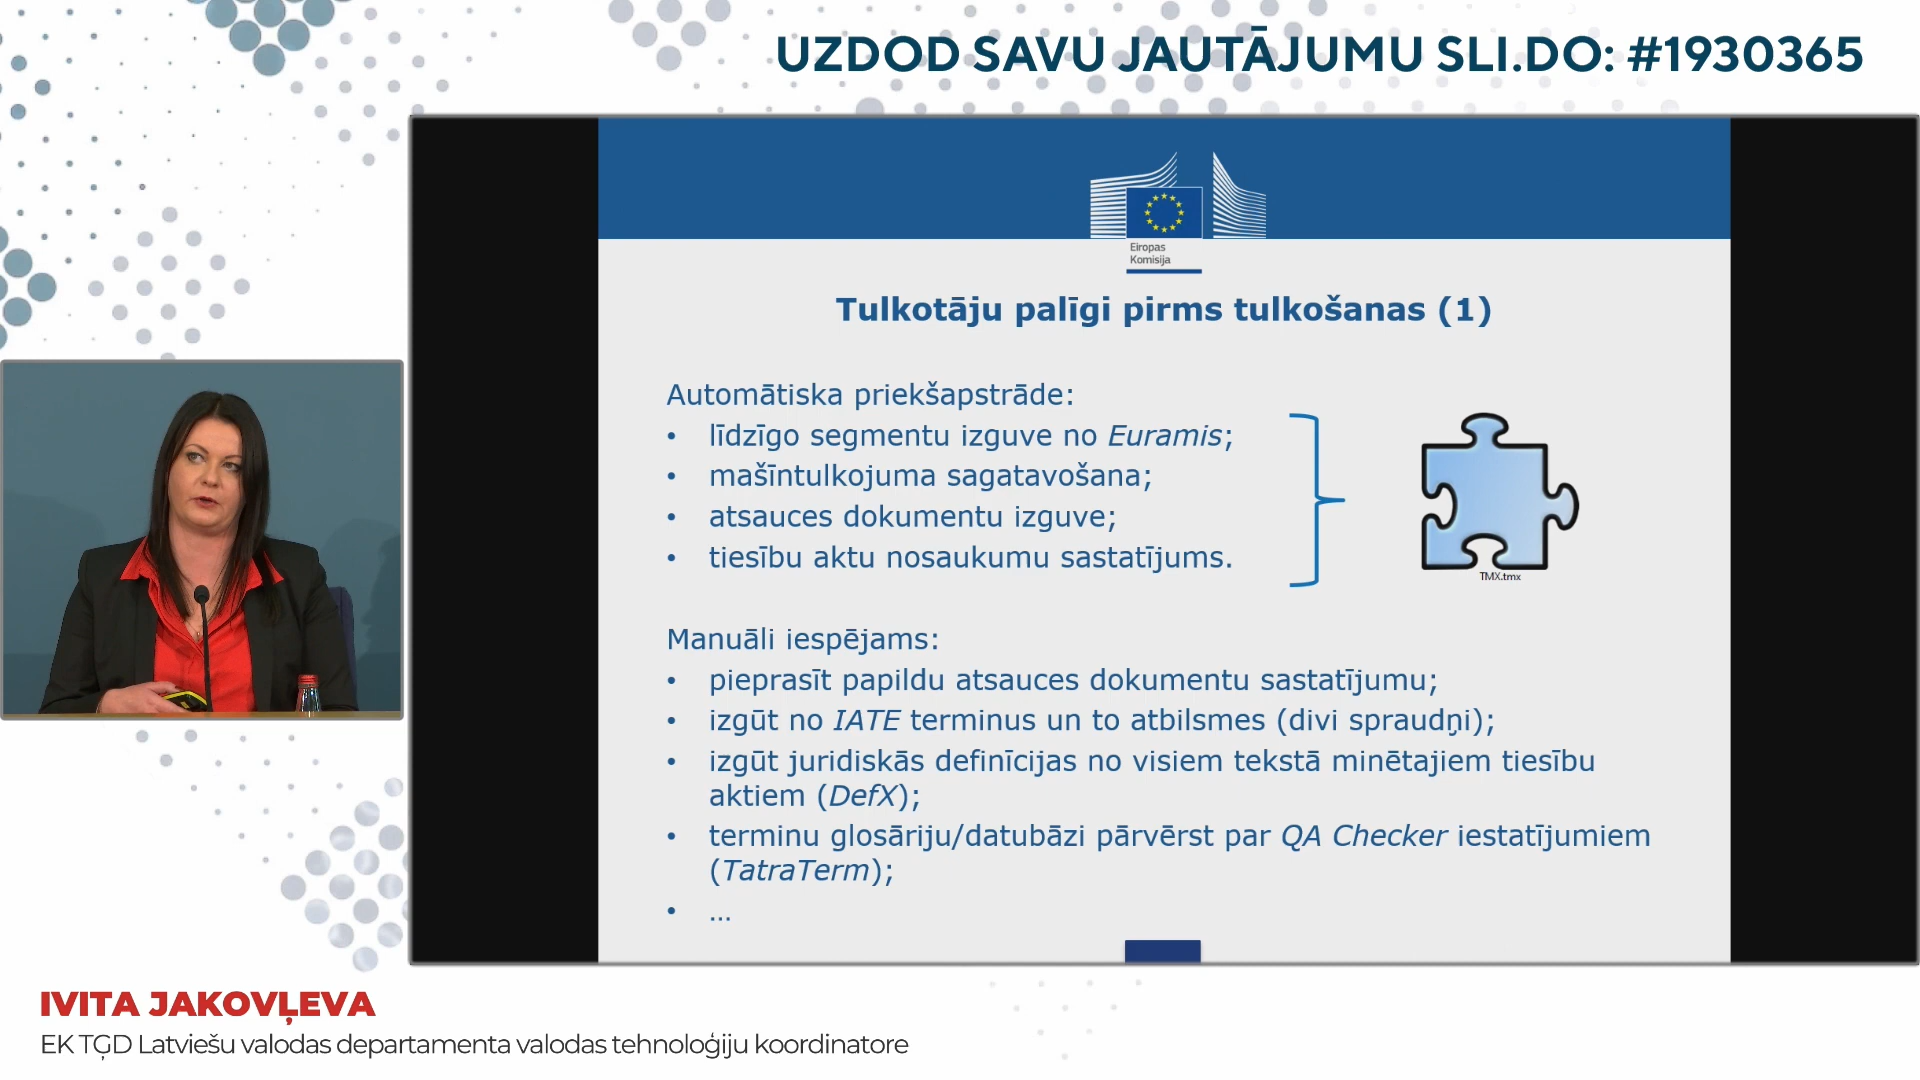 UZDOD SAVU JAUTĀJUMU SLI.DO: #1930365
Eiropas
Komisija
Tulkotāju palīgi pirms tulkošanas (1)
Automātiska priekšapstrāde:
• līdzīgo segmentu izguve no Euramis;
• mašīntulkojuma sagatavošana;
• atsauces dokumentu izguve;
• tiesību aktu nosaukumu sastatījums.
TMX.tmx
Manuāli iespējams:
• pieprasīt papildu atsauces dokumentu sastatījumu;
• izgūt no IATE terminus un to atbilsmes (divi spraudņi);
• izgūt juridiskās definīcijas no visiem tekstā minētajiem tiesību
aktiem (DefX);
• terminu glosāriju/datubāzi pārvērst par QA Checker iestatījumiem
(TatraTerm);
• ...
IVITA JAKOVĻEVA
EK TĢD Latviešu valodas departamenta valodas tehnoloģiju koordinatore